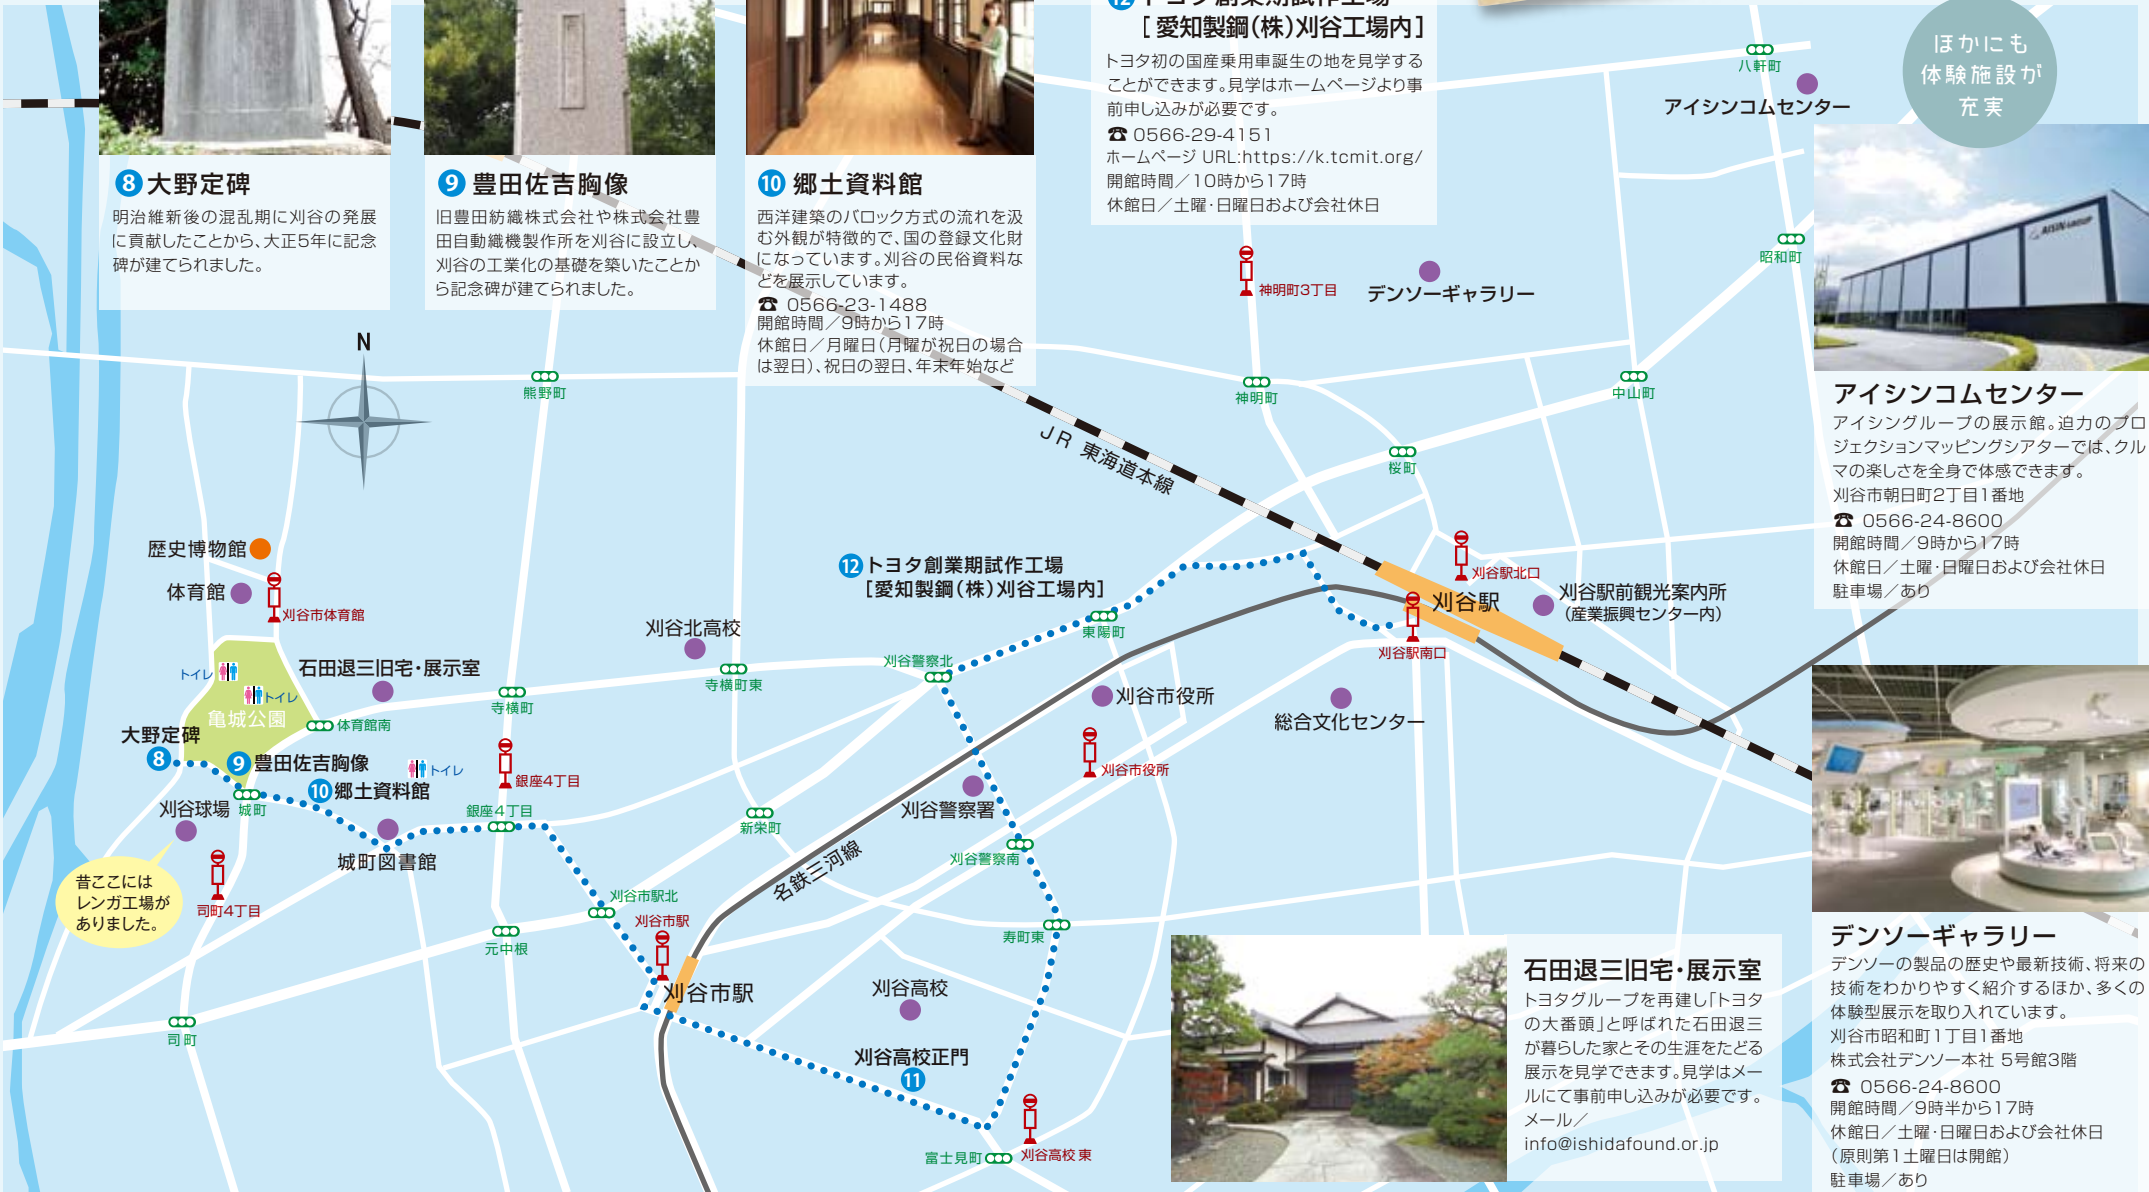 ⑧大野定碑
明治維新後の混乱期に刈谷の発展
に貢献したことから、大正5年に記念
碑が建てられました。
⑨豊田佐吉胸像
旧豊田紡織株式会社や株式会社豊
田自動織機製作所を刈谷に設立し、
刈谷の工業化の基礎を築いたことか
ら記念碑が建てられました。
⑩郷土資料館
西洋建築のバロック方式の流れを汲
む外観が特徴的で、国の登録文化財
になっています。刈谷の民俗資料な
どを展示しています。
☎ 0566-23-1488
開館時間／9時から17時
休館日／月曜日(月曜が祝日の場合
は翌日)、祝日の翌日、年末年始など
⑫トヨタ創業期試作工場
[愛知製鋼(株)刈谷工場内]
トヨタ初の国産乗用車誕生の地を見学する
ことができます。見学はホームページより事
前申し込みが必要です。
☎ 0566-29-4151
ホームページ URL:https://k.tcmit.org/
開館時間／10時から17時
休館日／土曜・日曜日および会社休日
ほかにも
体験施設が
充実
八軒町
アイシンコムセンター
昭和町
神明町3丁目
デンソーギャラリー
AISIN GROUP
アイシンコムセンター
アイシングループの展示館。迫力のプロ
ジェクションマッピングシアターでは、クル
マの楽しさを全身で体感できます。
刈谷市朝日町2丁目1番地
☎ 0566-24-8600
開館時間／9時から17時
休館日／土曜・日曜日および会社休日
駐車場／あり
N
熊野町
神明町
中山町
JR 東海道本線
桜町
歴史博物館
体育館
刈谷市体育館
⑫トヨタ創業期試作工場
[愛知製鋼(株)刈谷工場内]
刈谷駅北口
刈谷駅
刈谷駅前観光案内所
(産業振興センター内)
東陽町
刈谷駅南口
刈谷北高校
刈谷警察北
トイレ
トイレ
亀城公園
石田退三旧宅・展示室
寺横町東
寺横町
体育館南
刈谷市役所
総合文化センター
大野定碑
⑧
⑨豊田佐吉胸像
トイレ
⑩郷土資料館
銀座4丁目
刈谷市役所
刈谷球場
城町
銀座4丁目
刈谷警察署
新栄町
城町図書館
刈谷警察南
名鉄三河線
昔ここには
レンガ工場が
ありました。
司町4丁目
刈谷市駅北
刈谷市駅
元中根
寿町東
刈谷市駅
刈谷高校
司町
刈谷高校正門
⑪
富士見町
刈谷高校 東
石田退三旧宅・展示室
トヨタグループを再建し「トヨタ
の大番頭」と呼ばれた石田退三
が暮らした家とその生涯をたどる
展示を見学できます。見学はメー
ルにて事前申し込みが必要です。
メール／
info@ishidafound.or.jp
デンソーギャラリー
デンソーの製品の歴史や最新技術、将来の
技術をわかりやすく紹介するほか、多くの
体験型展示を取り入れています。
刈谷市昭和町1丁目1番地
株式会社デンソー本社 5号館3階
☎ 0566-24-8600
開館時間／9時半から17時
休館日／土曜・日曜日および会社休日
(原則第1土曜日は開館)
駐車場／あり